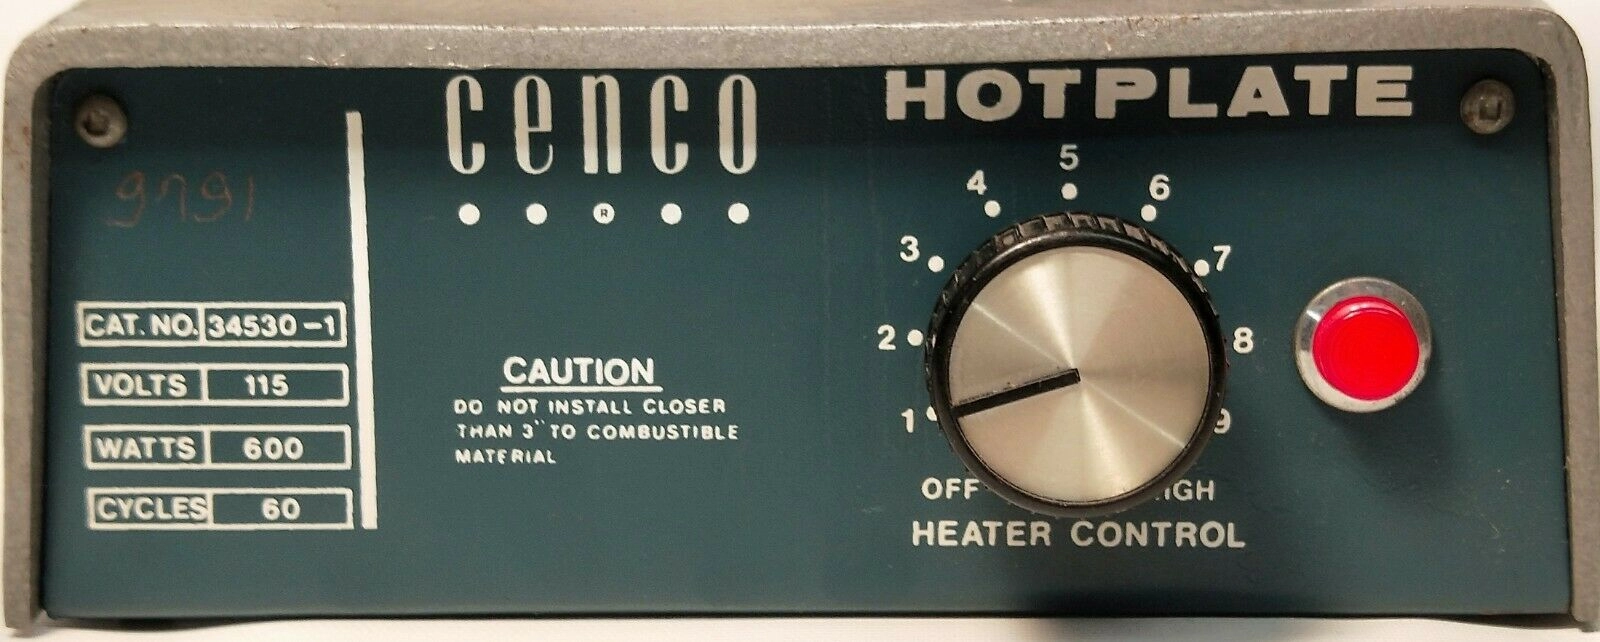 cenco
R
9791
CAT. NO. 34530-1
VOLTS 115
WATTS 600
CYCLES 60
CAUTION
DO NOT INSTALL CLOSER
THAN 3" TO COMBUSTIBLE
MATERIAL
HOTPLATE
1
2
3
4
5
6
7
8
9
OFF
HIGH
HEATER CONTROL